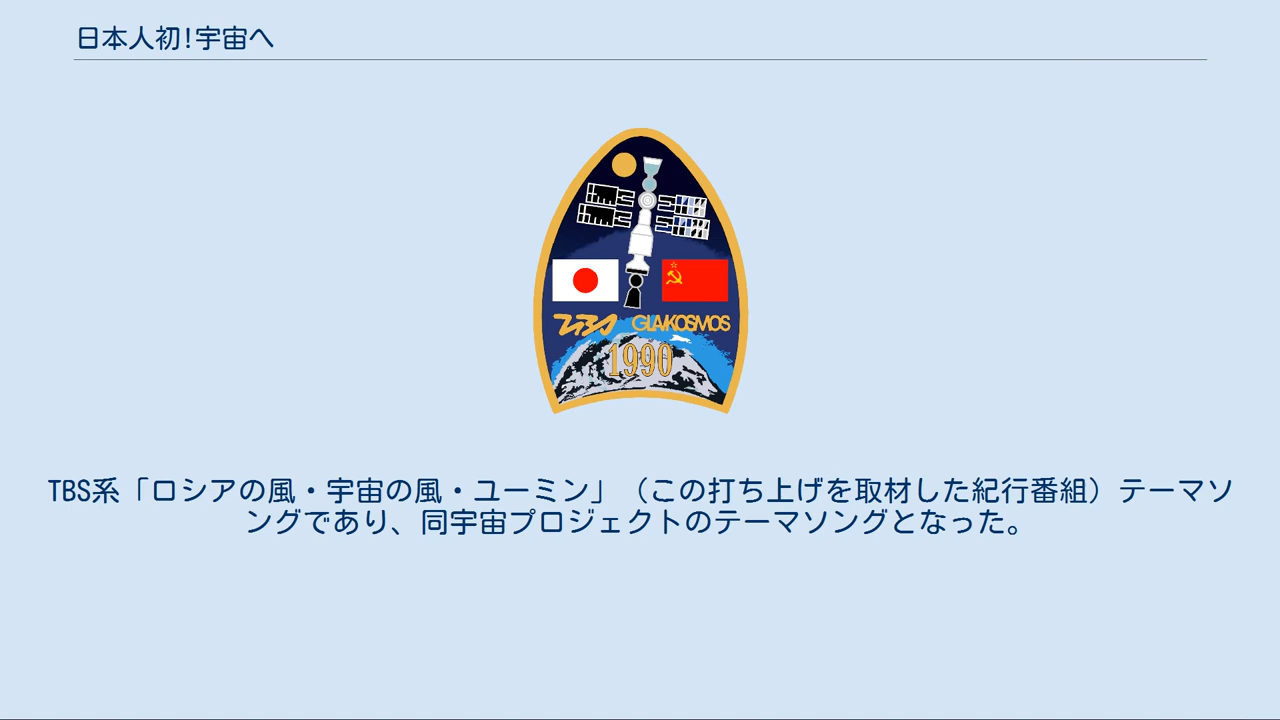 日本人初!宇宙へ
TBS
GLAVKOSMOS
1990
TBS系「ロシアの風・宇宙の風・ユーミン」（この打ち上げを取材した紀行番組）テーマソ
ングであり、同宇宙プロジェクトのテーマソングとなった。